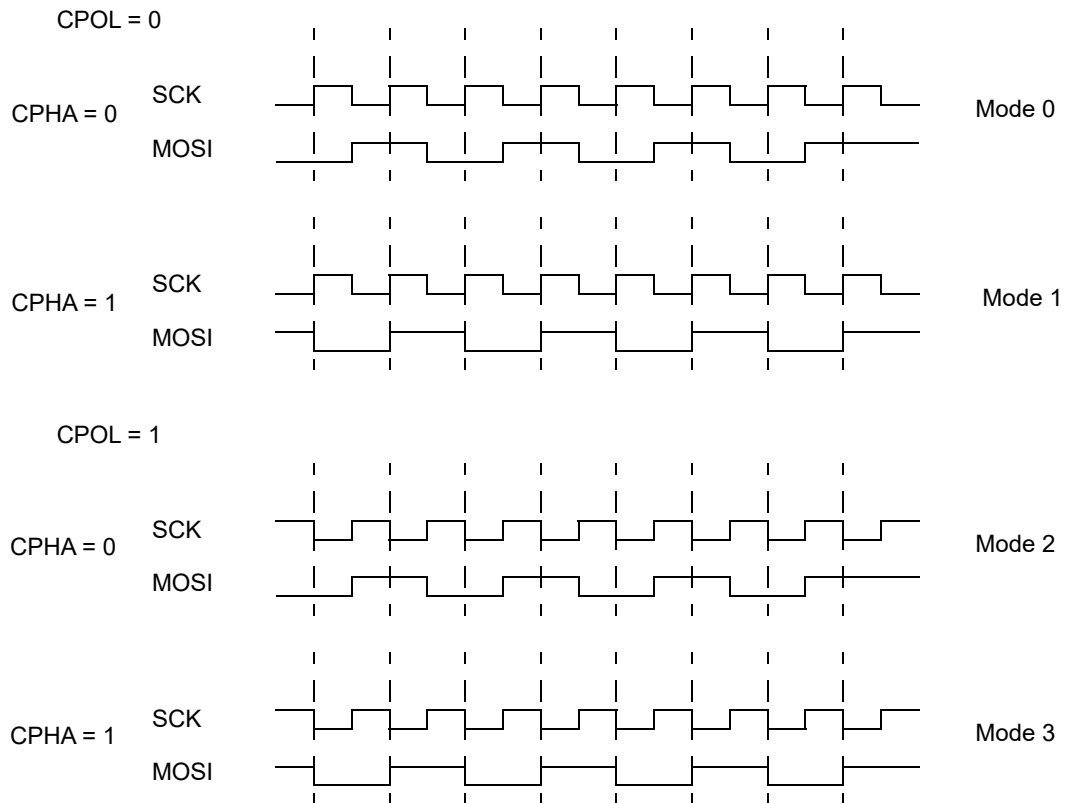 CPOL = 0
SCK
CPHA = 0
Mode 0
MOSI
SCK
CPHA = 1
Mode 1
MOSI
CPOL = 1
SCK
CPHA = 0
Mode 2
MOSI
SCK
CPHA = 1
Mode 3
MOSI